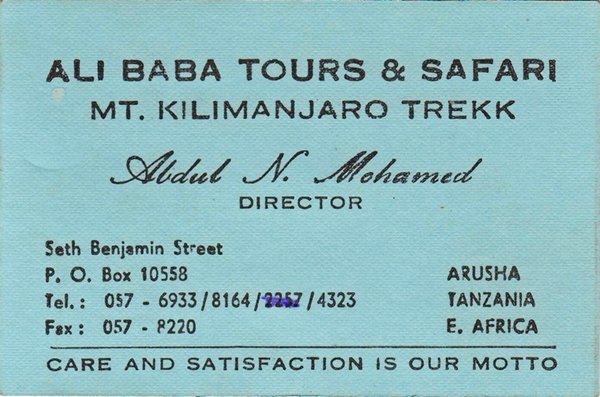 ALI BABA TOURS & SAFARI
MT. KILIMANJARO TREKK
Abdul N. Mohamed
DIRECTOR
Seth Benjamin Street
P. O. Box 10558
Tel.: 057 - 6933/8164/2257/4323
Fax: 057 - 8220
ARUSHA
TANZANIA
E. AFRICA
CARE AND SATISFACTION IS OUR MOTTO